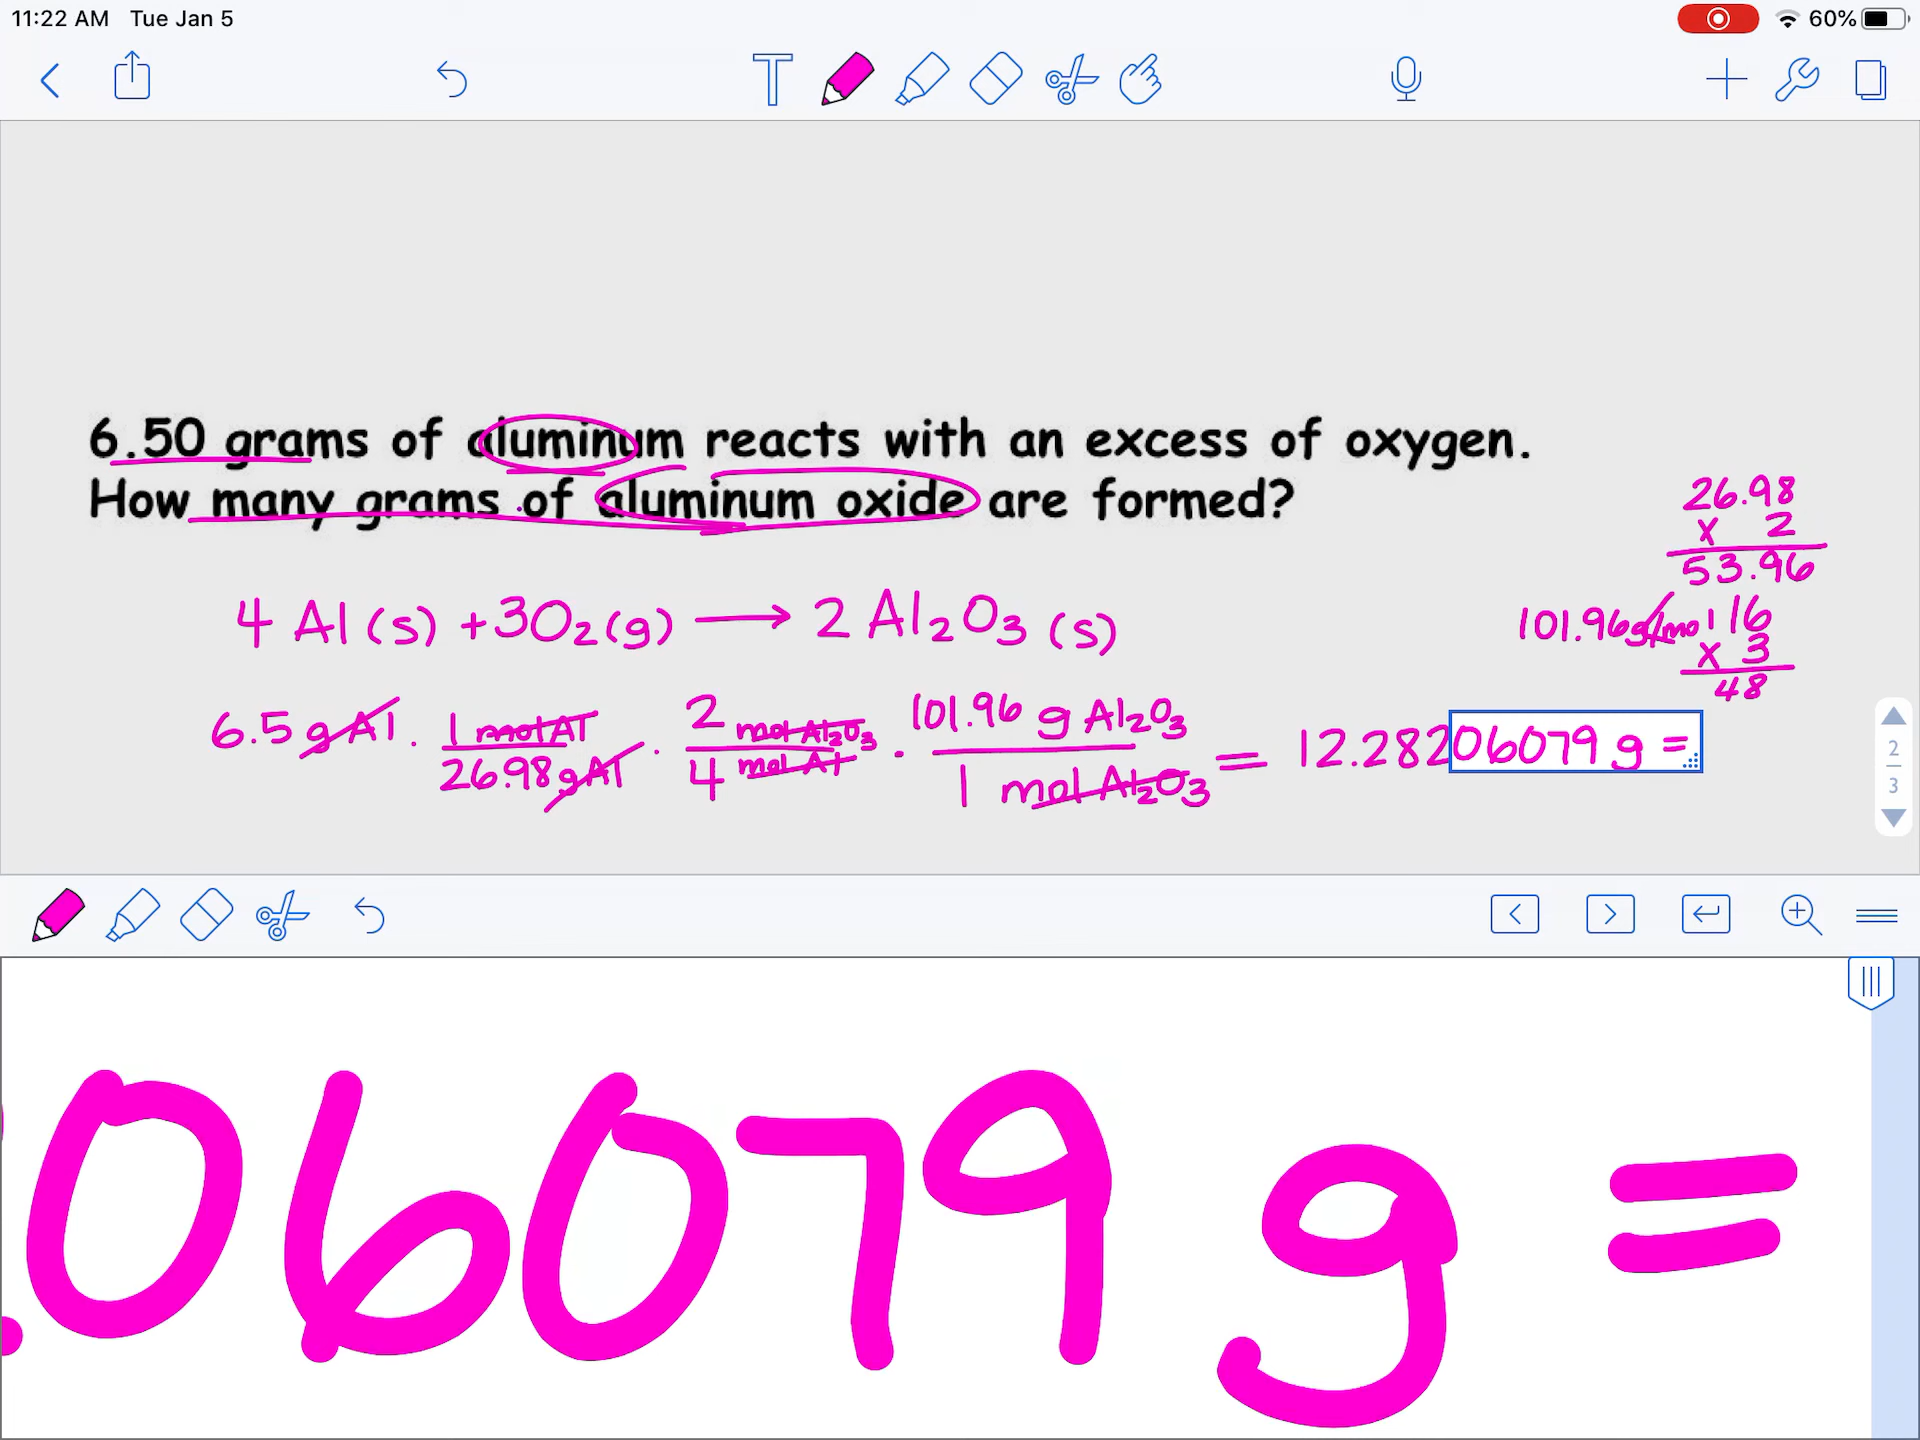 11:22 AM Tue Jan 5
60%
T
6.50 grams of aluminum reacts with an excess of oxygen.
How many grams of aluminum oxide are formed?
26.98
x 2
53.96
101.96g/mol
16
x 3
48
4 Al(s) + 3O₂(g) → 2 Al₂O₃ (s)
6.5 g Al · 1 mol Al / 26.98 g Al · 2 mol Al₂O₃ / 4 mol Al · 101.96 g Al₂O₃ / 1 mol Al₂O₃ = 12.28206079 g =
2
3
06079 g =